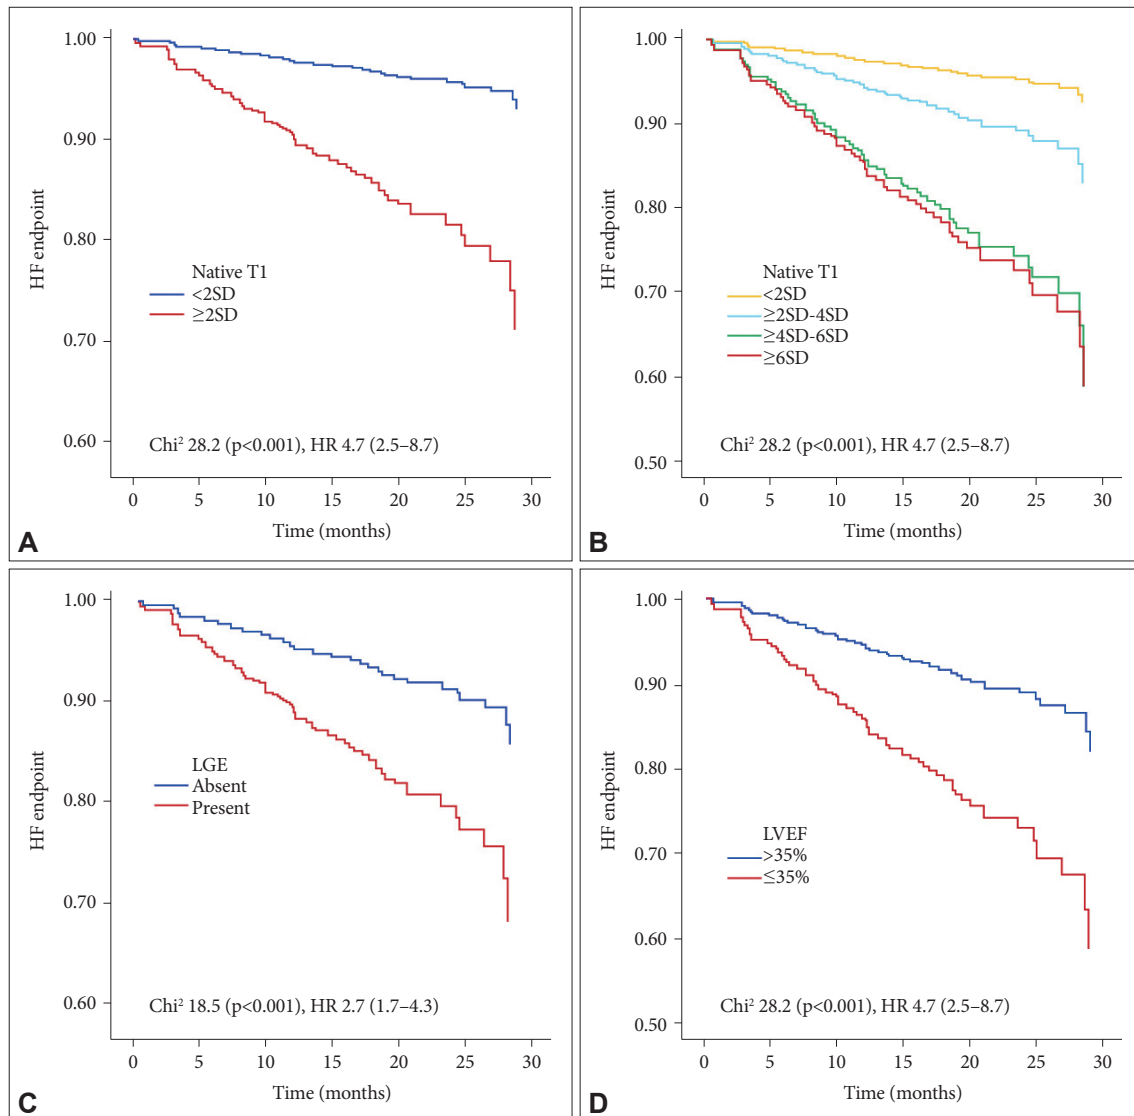 1.00
0.90
0.80
0.70
0.60
HF endpoint
Native T1
<2SD
≥2SD
Chi² 28.2 (p<0.001), HR 4.7 (2.5–8.7)
0 5 10 15 20 25 30
Time (months)
A
1.00
0.90
0.80
0.70
0.60
0.50
HF endpoint
Native T1
<2SD
≥2SD-4SD
≥4SD-6SD
≥6SD
Chi² 28.2 (p<0.001), HR 4.7 (2.5–8.7)
0 5 10 15 20 25 30
Time (months)
B
1.00
0.90
0.80
0.70
0.60
HF endpoint
LGE
Absent
Present
Chi² 18.5 (p<0.001), HR 2.7 (1.7–4.3)
0 5 10 15 20 25 30
Time (months)
C
1.00
0.90
0.80
0.70
0.60
0.50
HF endpoint
LVEF
>35%
≤35%
Chi² 28.2 (p<0.001), HR 4.7 (2.5–8.7)
0 5 10 15 20 25 30
Time (months)
D